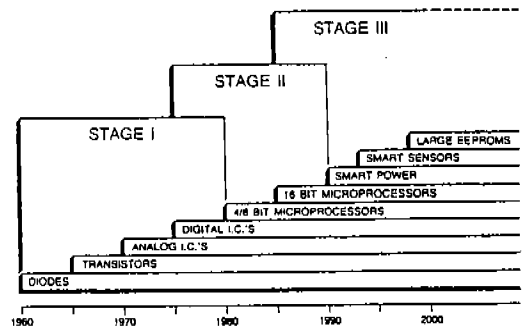 STAGE III
STAGE II
STAGE I
LARGE EEPROMS
SMART SENSORS
SMART POWER
16 BIT MICROPROCESSORS
4/8 BIT MICROPROCESSORS
DIGITAL I.C.'S
ANALOG I.C.'S
TRANSISTORS
DIODES
1960 1970 1980 1990 2000